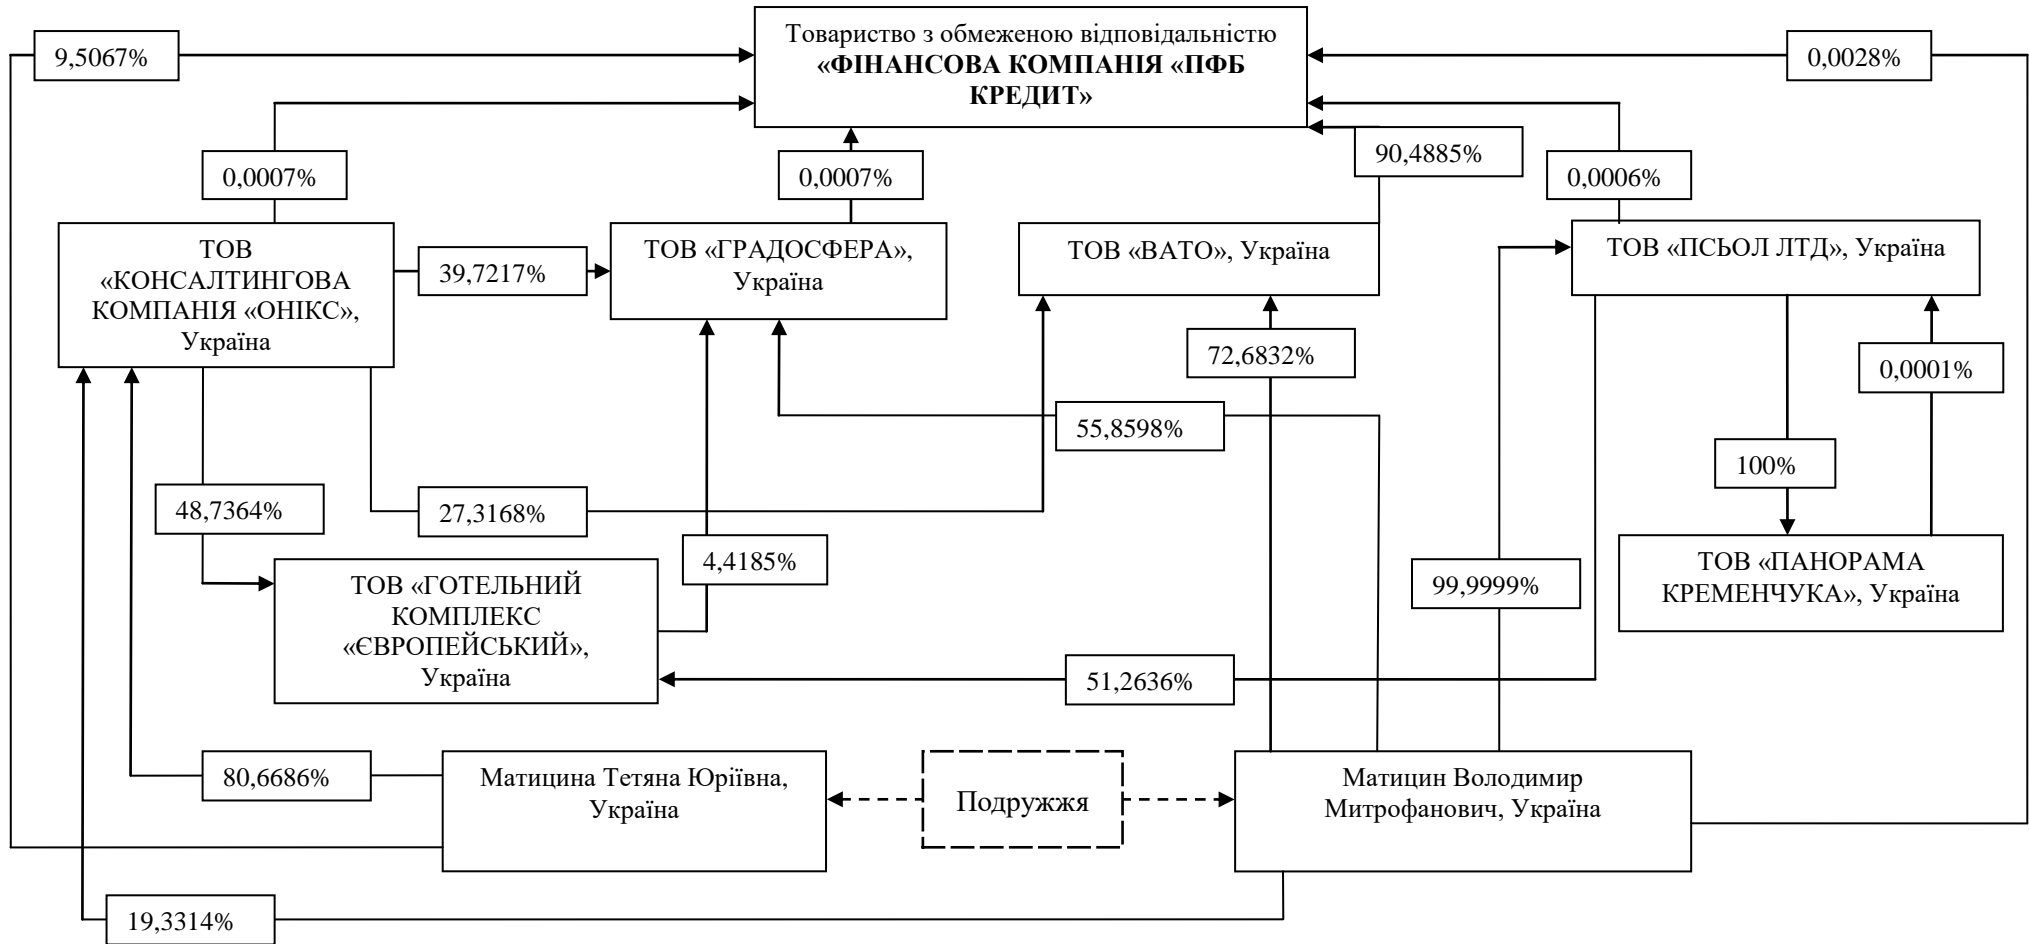 Товариство з обмеженою відповідальністю
«ФІНАНСОВА КОМПАНІЯ «ПФБ
КРЕДИТ»
9,5067%
0,0028%
90,4885%
0,0007%
0,0007%
0,0006%
ТОВ
«КОНСАЛТИНГОВА
КОМПАНІЯ «ОНІКС»,
Україна
39,7217%
ТОВ «ГРАДОСФЕРА»,
Україна
ТОВ «ВАТО», Україна
ТОВ «ПСЬОЛ ЛТД», Україна
72,6832%
0,0001%
55,8598%
100%
48,7364%
27,3168%
4,4185%
99,9999%
ТОВ «ПАНОРАМА
КРЕМЕНЧУКА», Україна
ТОВ «ГОТЕЛЬНИЙ
КОМПЛЕКС
«ЄВРОПЕЙСЬКИЙ»,
Україна
51,2636%
80,6686%
Матицина Тетяна Юріївна,
Україна
Подружжя
Матицин Володимир
Митрофанович, Україна
19,3314%